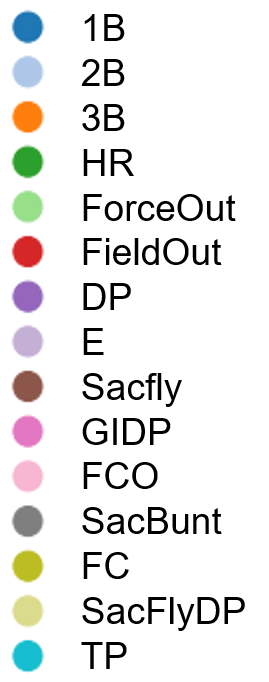 1B
2B
3B
HR
ForceOut
FieldOut
DP
E
Sacfly
GIDP
FCO
SacBunt
FC
SacFlyDP
TP